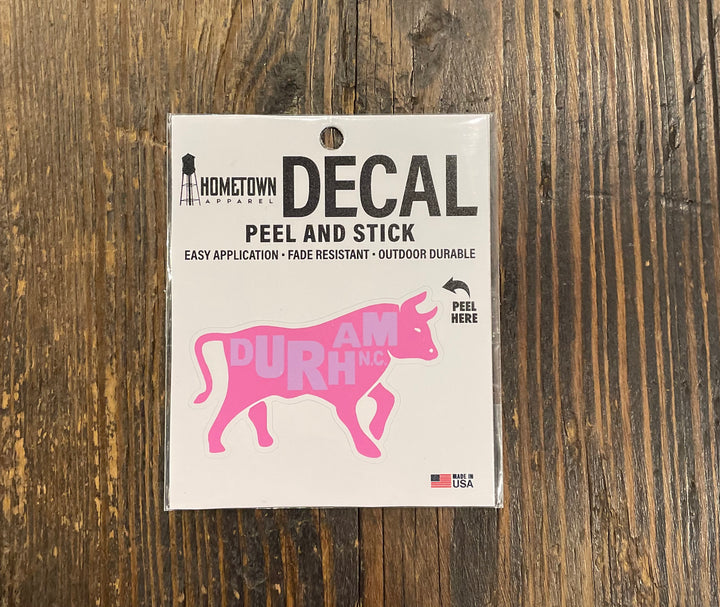 HOMETOWN
APPAREL
DECAL
PEEL AND STICK
EASY APPLICATION • FADE RESISTANT • OUTDOOR DURABLE
PEEL
HERE
DURHAM
N.C.
MADE IN
USA